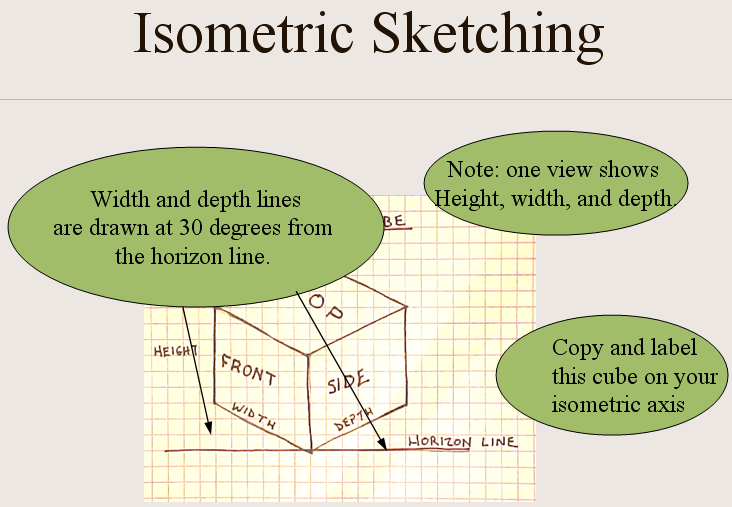 Isometric Sketching
Width and depth lines
are drawn at 30 degrees from
the horizon line.
Note: one view shows
Height, width, and depth.
BE
OP
HEIGHT
FRONT
SIDE
WIDTH
DEPTH
HORIZON LINE
Copy and label
this cube on your
isometric axis